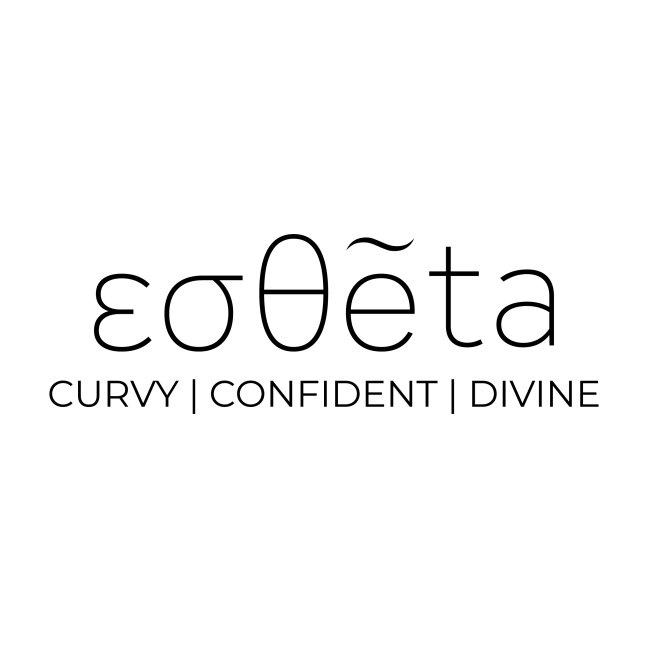 εσθẽta
CURVY | CONFIDENT | DIVINE